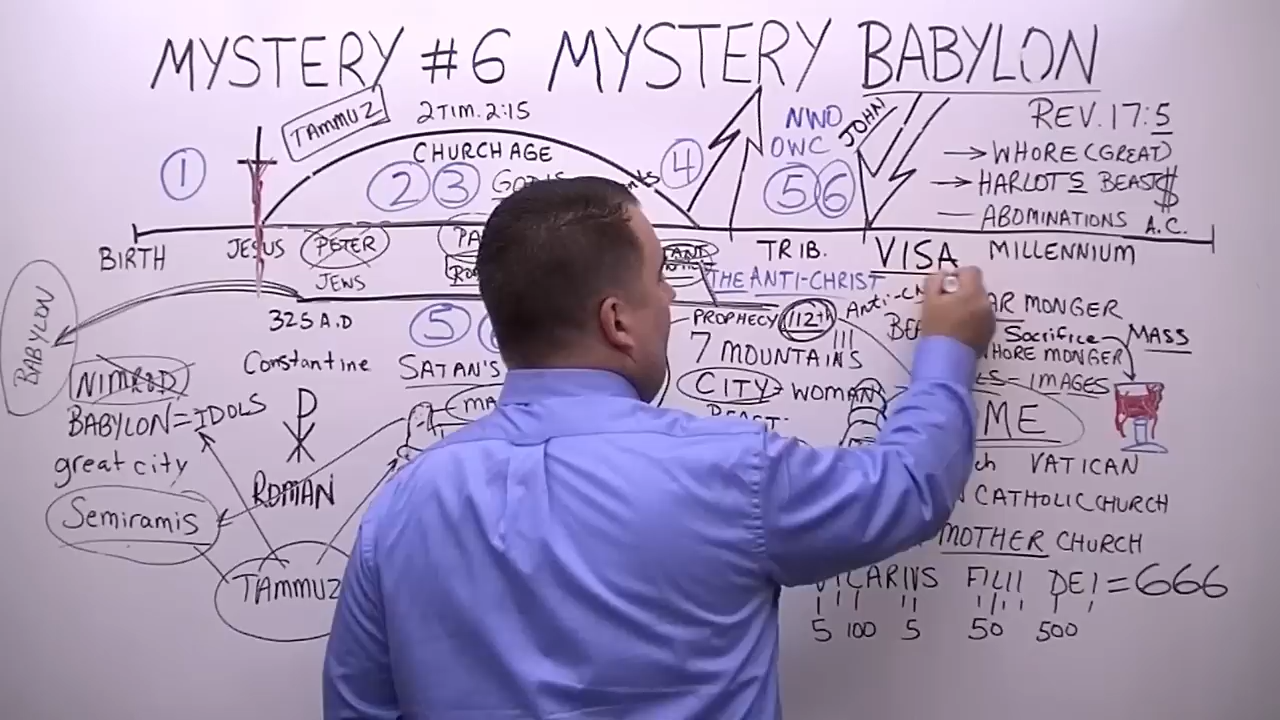 MYSTERY #6 MYSTERY BABYLON
TAMMUZ
2 TIM. 2:15
NWO
OWC
JOHN
REV. 17:5
CHURCH AGE
→ WHORE (GREAT)
→ HARLOTS BEAST $
— ABOMINATIONS A.C.
1
2 3
4
5 6
BIRTH
JESUS
PETER
JEWS
TRIB.
VISA
MILLENNIUM
THE ANTI-CHRIST
BABYLON
325 A.D
5
Constantine
SATAN'S
PROPHECY 112th
111
7 MOUNTAINS
CITY = WOMAN
MONGER
Sacrifice
MASS
MONGER
IMAGES
NIMROD
BABYLON = IDOLS
great city
Semiramis
ROMAN
TAMMUZ
VATICAN
CATHOLIC CHURCH
MOTHER CHURCH
VICARIVS FILII DEI = 666
5 100 5 50 500